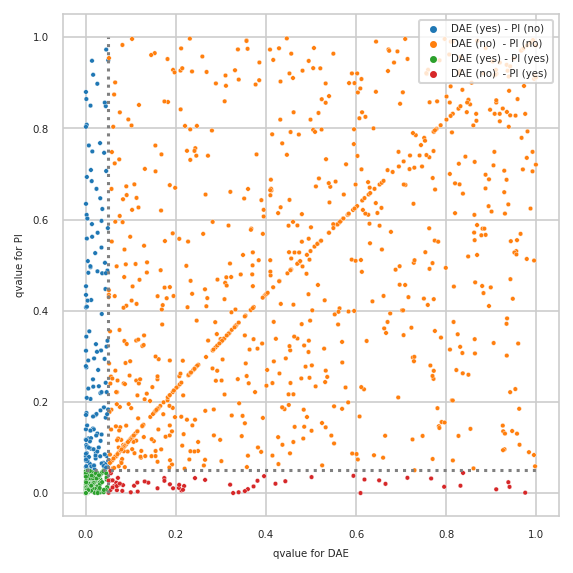 DAE (yes) - PI (no)
DAE (no) - PI (no)
DAE (yes) - PI (yes)
DAE (no) - PI (yes)
1.0
0.8
0.6
0.4
0.2
0.0
qvalue for PI
0.0 0.2 0.4 0.6 0.8 1.0
qvalue for DAE